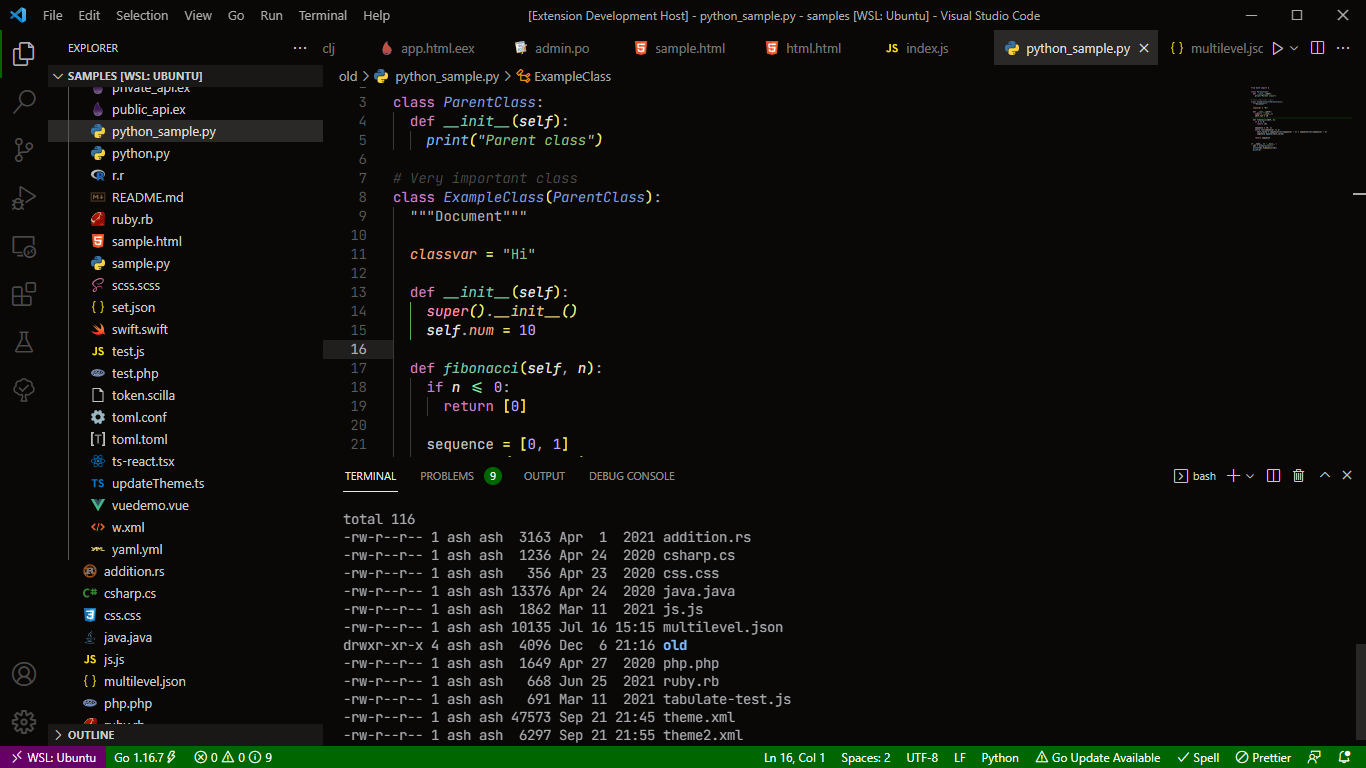 File Edit Selection View Go Run Terminal Help [Extension Development Host] - python_sample.py - samples [WSL: Ubuntu] - Visual Studio Code
EXPLORER
clj app.html.eex admin.po sample.html html.html index.js python_sample.py multilevel.jsc
SAMPLES [WSL: UBUNTU]
private_api.ex
public_api.ex
python_sample.py
python.py
r.r
README.md
ruby.rb
sample.html
sample.py
scss.scss
set.json
swift.swift
test.js
test.php
token.scilla
toml.conf
toml.toml
ts-react.tsx
updateTheme.ts
vuedemo.vue
w.xml
yaml.yml
addition.rs
csharp.cs
css.css
java.java
js.js
multilevel.json
php.php
ruby.rb
OUTLINE
old > python_sample.py > ExampleClass
3 class ParentClass:
4 def __init__(self):
5 print("Parent class")
6
7 # Very important class
8 class ExampleClass(ParentClass):
9 """Document"""
10
11 classvar = "Hi"
12
13 def __init__(self):
14 super().__init__()
15 self.num = 10
16
17 def fibonacci(self, n):
18 if n <= 0:
19 return [0]
20
21 sequence = [0, 1]
TERMINAL PROBLEMS 9 OUTPUT DEBUG CONSOLE bash
total 116
-rw-r--r-- 1 ash ash 3163 Apr 1 2021 addition.rs
-rw-r--r-- 1 ash ash 1236 Apr 24 2020 csharp.cs
-rw-r--r-- 1 ash ash 356 Apr 23 2020 css.css
-rw-r--r-- 1 ash ash 13376 Apr 24 2020 java.java
-rw-r--r-- 1 ash ash 1862 Mar 11 2021 js.js
-rw-r--r-- 1 ash ash 10135 Jul 16 15:15 multilevel.json
drwxr-xr-x 4 ash ash 4096 Dec 6 21:16 old
-rw-r--r-- 1 ash ash 1649 Apr 27 2020 php.php
-rw-r--r-- 1 ash ash 668 Jun 25 2021 ruby.rb
-rw-r--r-- 1 ash ash 691 Mar 11 2021 tabulate-test.js
-rw-r--r-- 1 ash ash 47573 Sep 21 21:45 theme.xml
-rw-r--r-- 1 ash ash 6297 Sep 21 21:55 theme2.xml
WSL: Ubuntu Go 1.16.7 0 0 9 Ln 16, Col 1 Spaces: 2 UTF-8 LF Python Go Update Available Spell Prettier